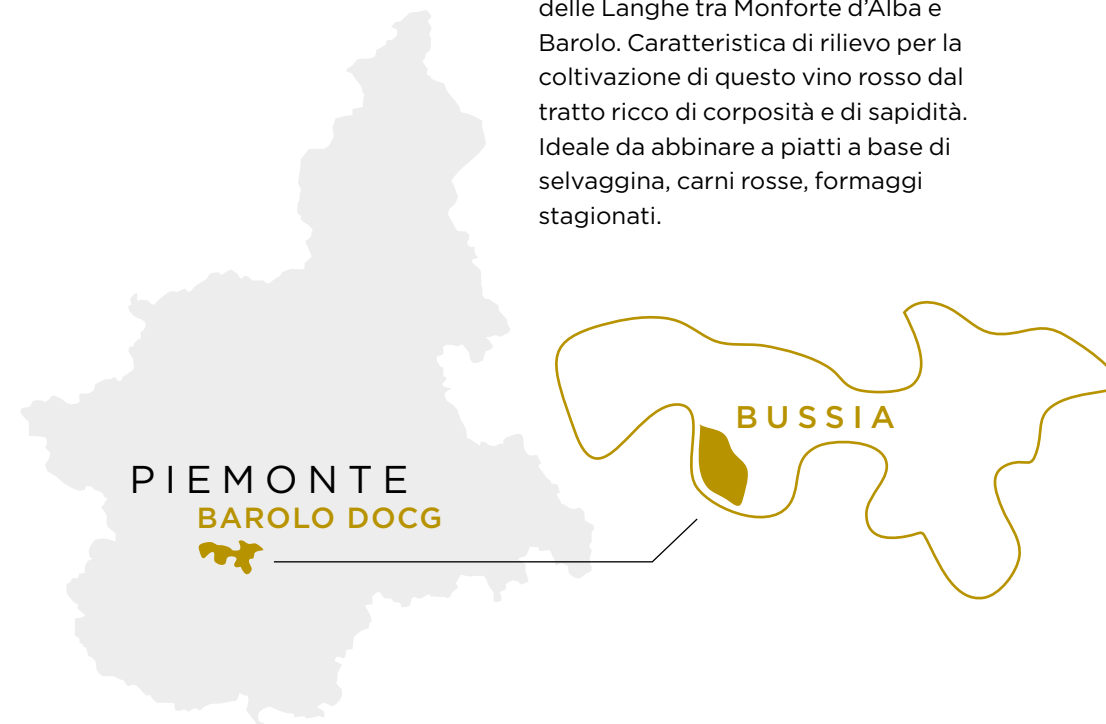 delle Langhe tra Monforte d'Alba e
Barolo. Caratteristica di rilievo per la
coltivazione di questo vino rosso dal
tratto ricco di corposità e di sapidità.
Ideale da abbinare a piatti a base di
selvaggina, carni rosse, formaggi
stagionati.
BUSSIA
PIEMONTE
BAROLO DOCG